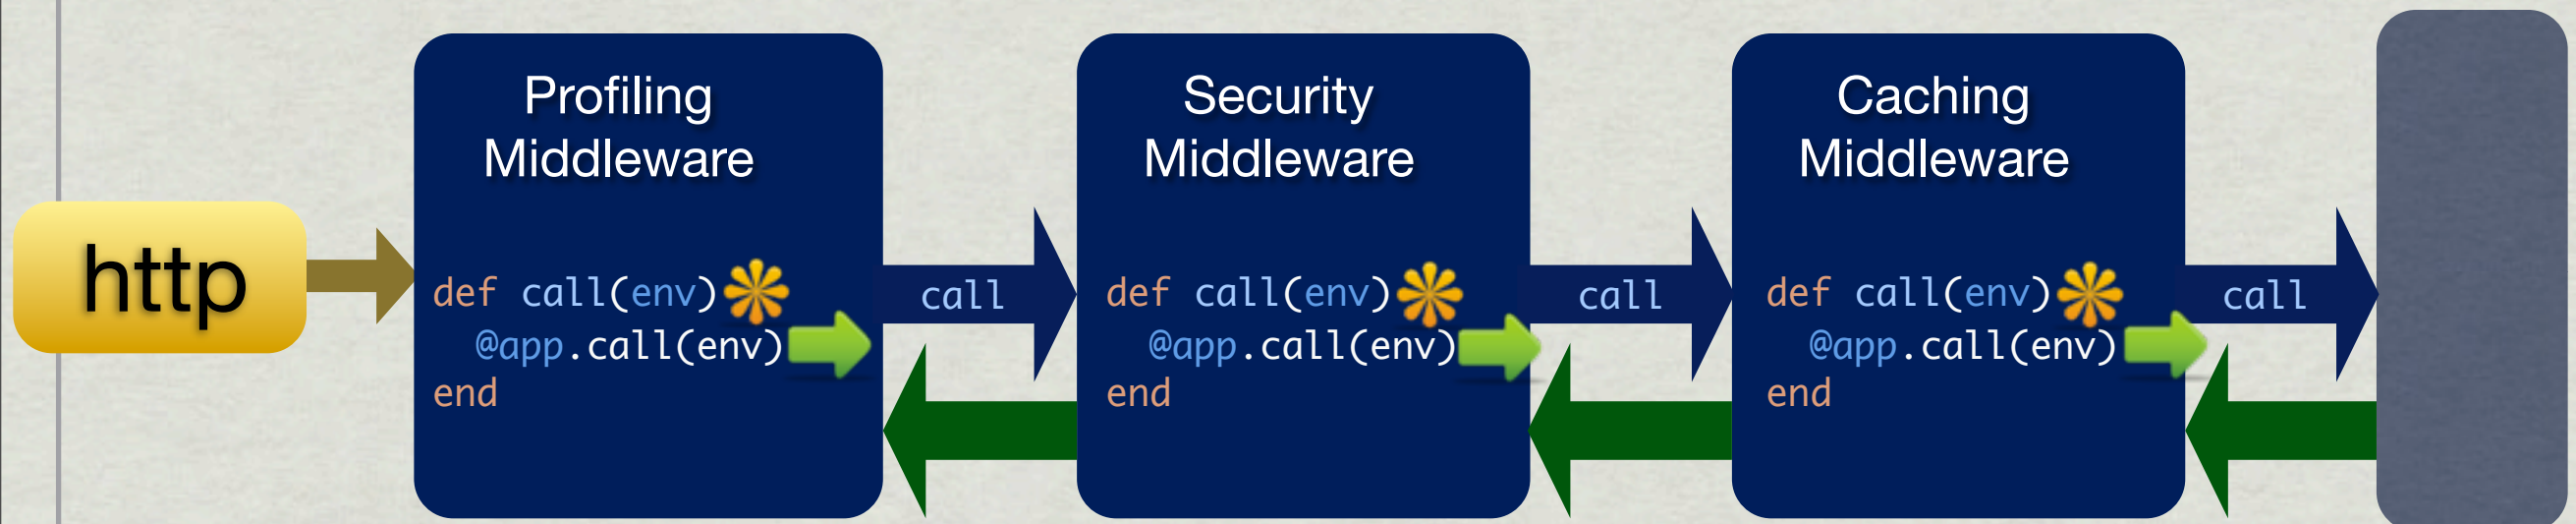 http
Profiling
Middleware
def call(env)
@app.call(env)
end
call
Security
Middleware
def call(env)
@app.call(env)
end
call
Caching
Middleware
def call(env)
@app.call(env)
end
call